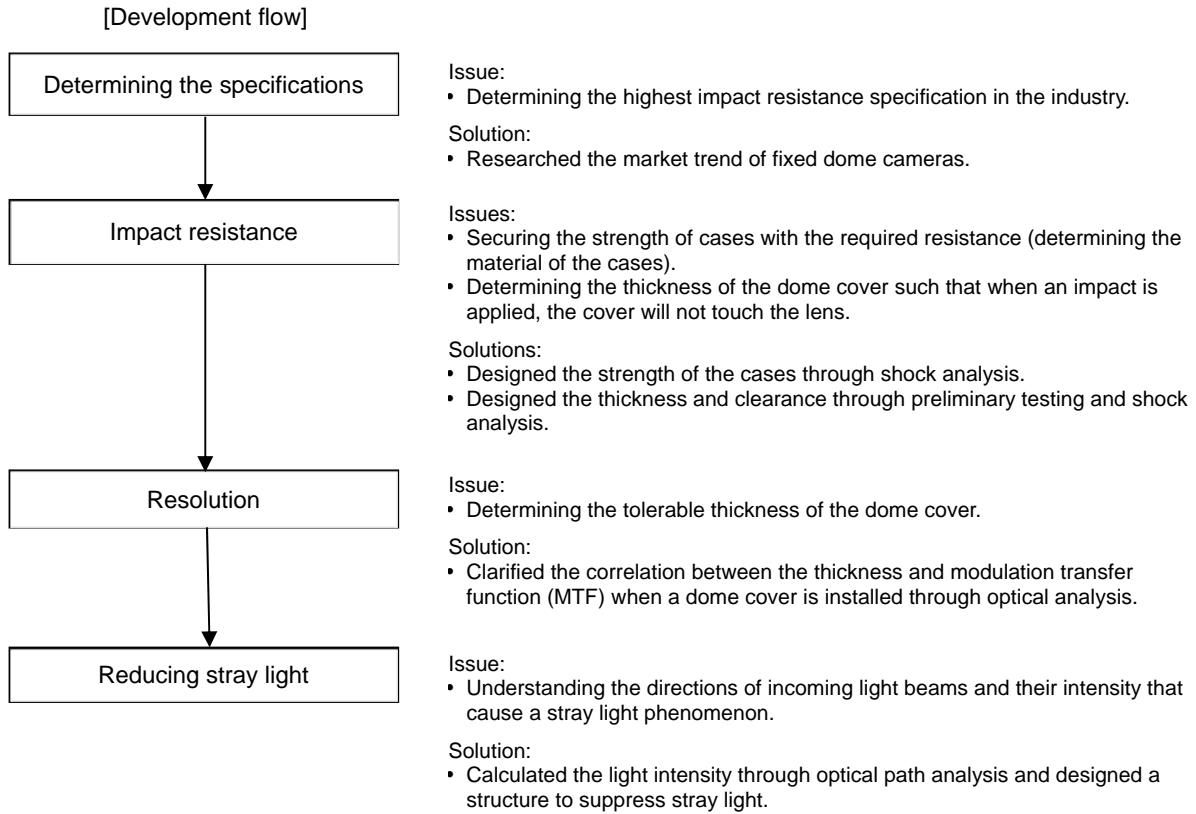 [Development flow]
Determining the specifications
Issue:
• Determining the highest impact resistance specification in the industry.
Solution:
• Researched the market trend of fixed dome cameras.
Impact resistance
Issues:
• Securing the strength of cases with the required resistance (determining the
material of the cases).
• Determining the thickness of the dome cover such that when an impact is
applied, the cover will not touch the lens.
Solutions:
• Designed the strength of the cases through shock analysis.
• Designed the thickness and clearance through preliminary testing and shock
analysis.
Resolution
Issue:
• Determining the tolerable thickness of the dome cover.
Solution:
• Clarified the correlation between the thickness and modulation transfer
function (MTF) when a dome cover is installed through optical analysis.
Reducing stray light
Issue:
• Understanding the directions of incoming light beams and their intensity that
cause a stray light phenomenon.
Solution:
• Calculated the light intensity through optical path analysis and designed a
structure to suppress stray light.